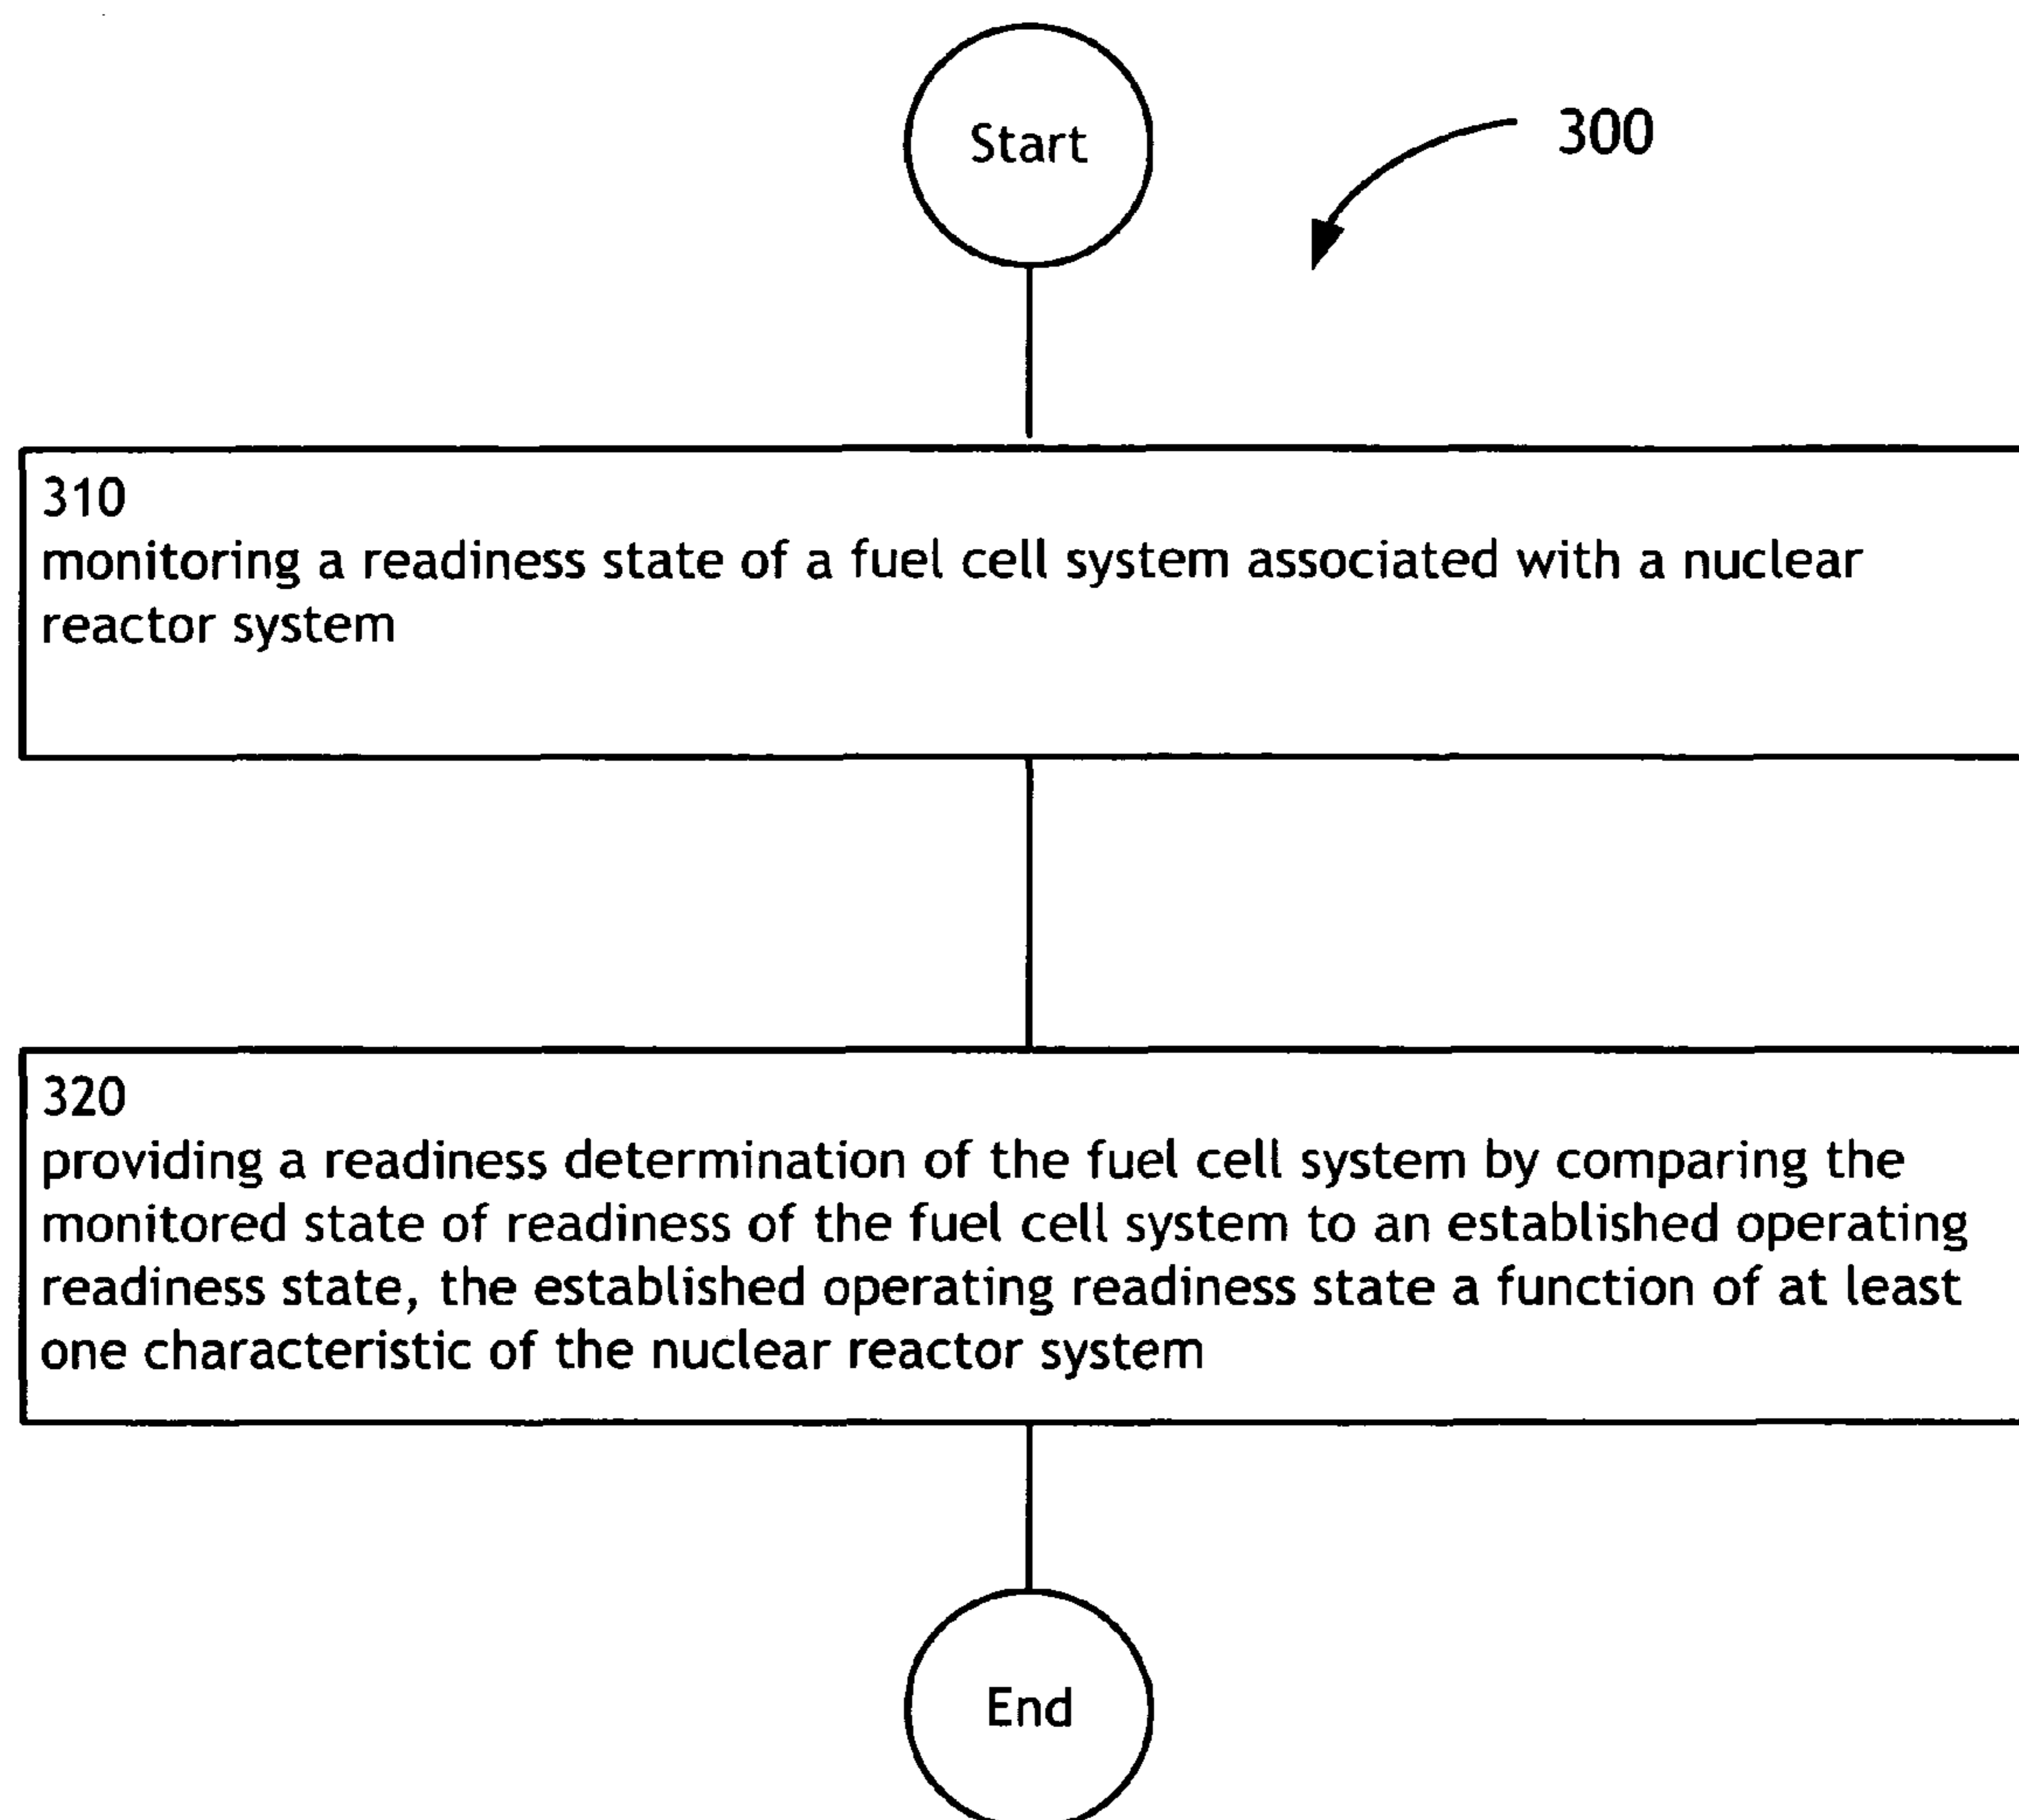 Start
300
310
monitoring a readiness state of a fuel cell system associated with a nuclear
reactor system
320
providing a readiness determination of the fuel cell system by comparing the
monitored state of readiness of the fuel cell system to an established operating
readiness state, the established operating readiness state a function of at least
one characteristic of the nuclear reactor system
End